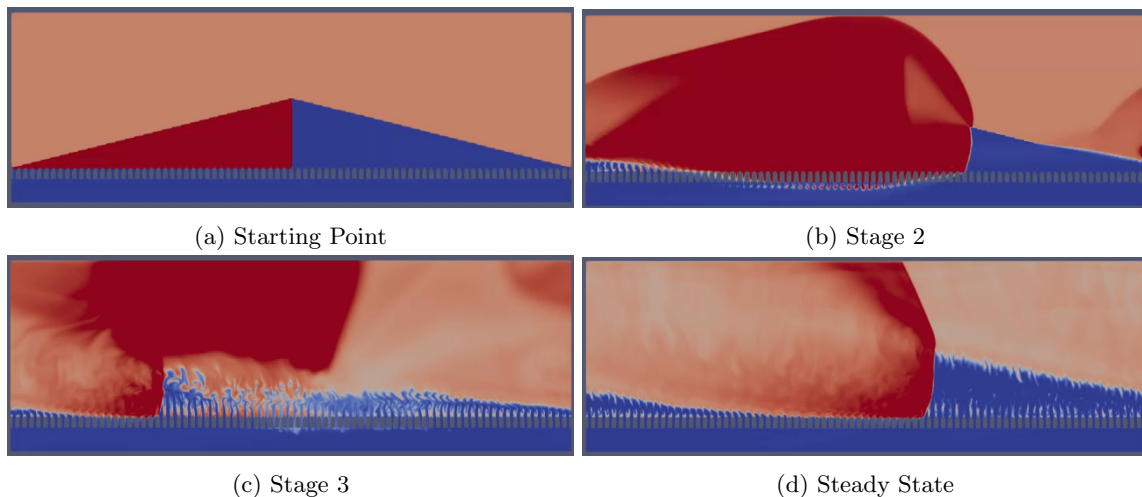 (a) Starting Point
(b) Stage 2
(c) Stage 3
(d) Steady State